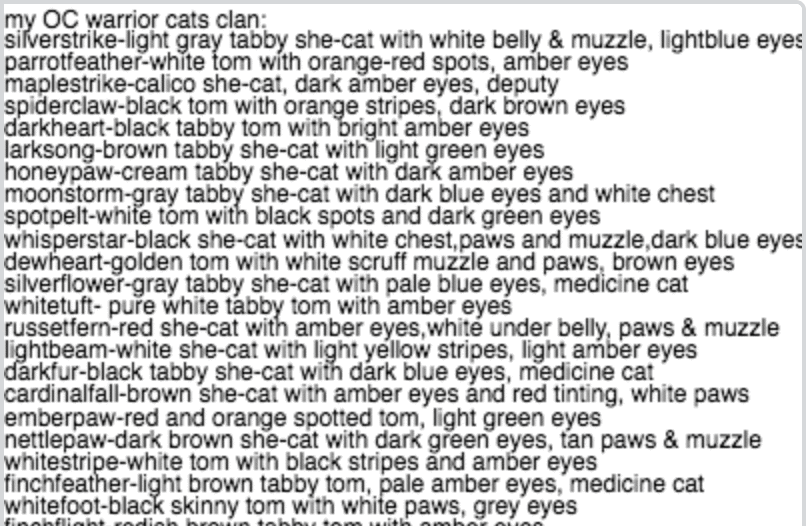 my OC warrior cats clan:
silverstrike-light gray tabby she-cat with white belly & muzzle, lightblue eyes
parrotfeather-white tom with orange-red spots, amber eyes
maplestrike-calico she-cat, dark amber eyes, deputy
spiderclaw-black tom with orange stripes, dark brown eyes
darkheart-black tabby tom with bright amber eyes
larksong-brown tabby she-cat with light green eyes
honeypaw-cream tabby she-cat with dark amber eyes
moonstorm-gray tabby she-cat with dark blue eyes and white chest
spotpelt-white tom with black spots and dark green eyes
whisperstar-black she-cat with white chest,paws and muzzle,dark blue eyes
dewheart-golden tom with white scruff muzzle and paws, brown eyes
silverflower-gray tabby she-cat with pale blue eyes, medicine cat
whitetuft- pure white tabby tom with amber eyes
russetfern-red she-cat with amber eyes,white under belly, paws & muzzle
lightbeam-white she-cat with light yellow stripes, light amber eyes
darkfur-black tabby she-cat with dark blue eyes, medicine cat
cardinalfall-brown she-cat with amber eyes and red tinting, white paws
emberpaw-red and orange spotted tom, light green eyes
nettlepaw-dark brown she-cat with dark green eyes, tan paws & muzzle
whitestripe-white tom with black stripes and amber eyes
finchfeather-light brown tabby tom, pale amber eyes, medicine cat
whitefoot-black skinny tom with white paws, grey eyes
finchflight-redish brown tabby tom with amber eyes